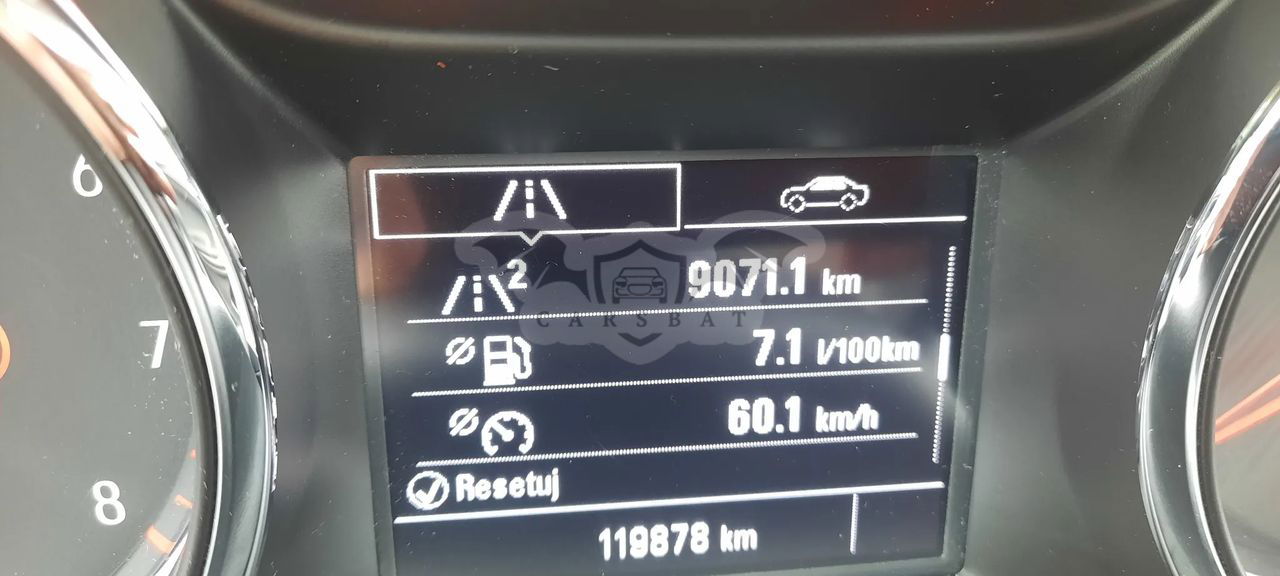 6
7
8
2 9071.1 km
CARSBAT
7.1 l/100km
60.1 km/h
Resetuj
119878 km